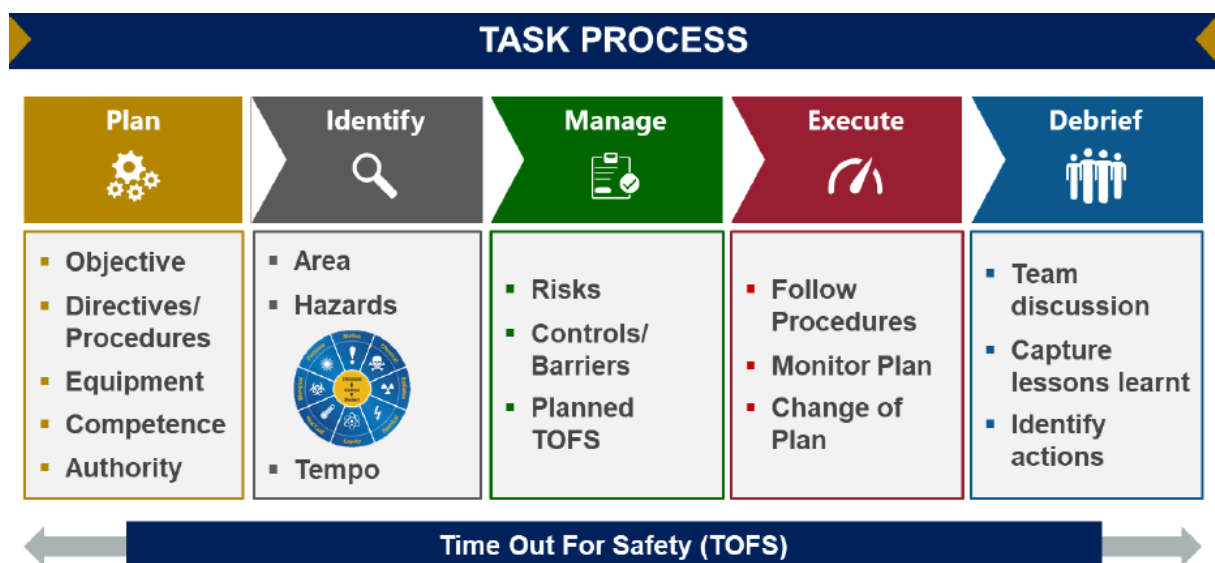 TASK PROCESS
Plan
Identify
Manage
Execute
Debrief
Objective
Directives/
Procedures
Equipment
Competence
Authority
Area
Hazards
Tempo
Risks
Controls/
Barriers
Planned
TOFS
Follow
Procedures
Monitor Plan
Change of
Plan
Team
discussion
Capture
lessons learnt
Identify
actions
Time Out For Safety (TOFS)